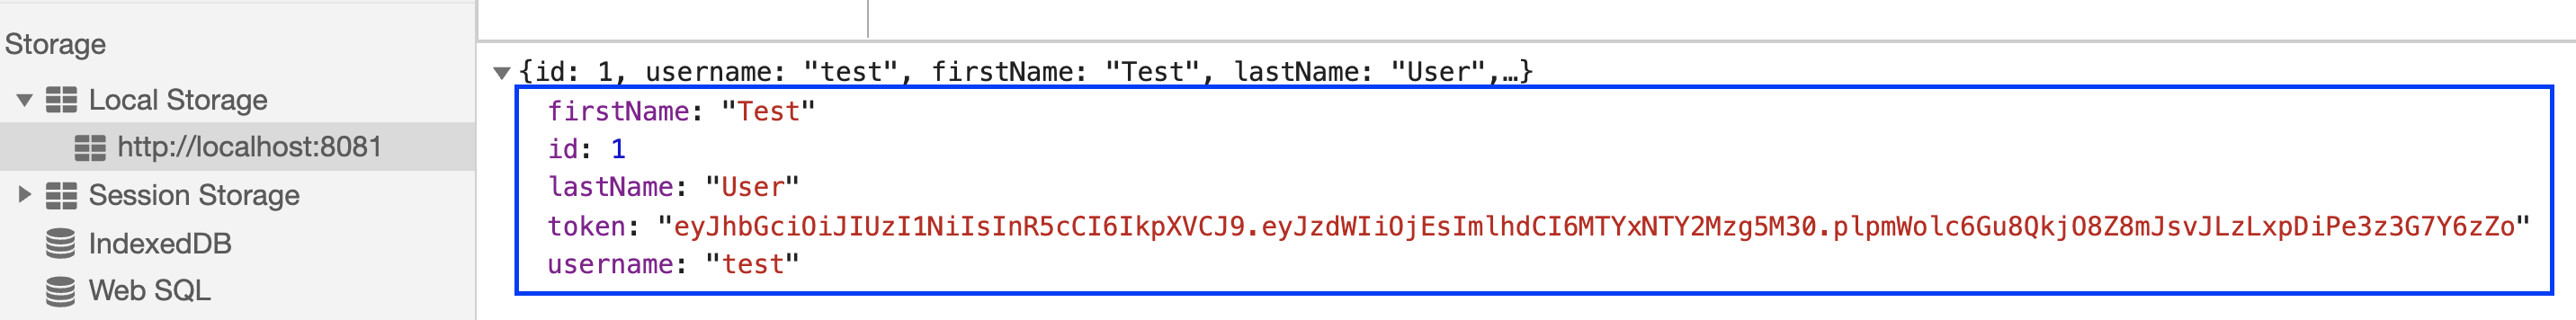 Storage
Local Storage
http://localhost:8081
Session Storage
IndexedDB
Web SQL
{id: 1, username: "test", firstName: "Test", lastName: "User",…}
firstName: "Test"
id: 1
lastName: "User"
token: "eyJhbGciOiJIUzI1NiIsInR5cCI6IkpXVCJ9.eyJzdWIiOjEsImlhdCI6MTYxNTY2Mzg5M30.plpmWolc6Gu8QkjO8Z8mJsvJLzLxpDiPe3z3G7Y6zZo"
username: "test"